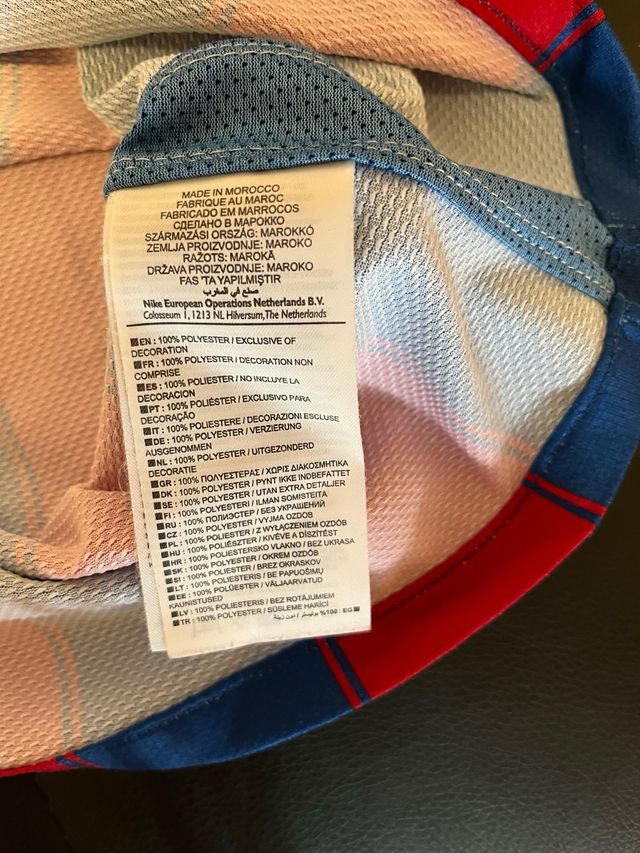 MADE IN MOROCCO
FABRIQUE AU MAROC
FABRICADO EM MARROCOS
СДЕЛАНО В МАРОККО
SZÁRMAZÁSI ORSZÁG: MAROKKÓ
ZEMLJA PROIZVODNJE: MAROKO
RAŽOTS: MAROKĀ
DRŽAVA PROIZVODNJE: MAROKO
FAS 'TA YAPILMIŞTIR
صنع في المغرب
Nike European Operations Netherlands B.V.
Colosseum 1, 1213 NL Hilversum, The Netherlands
EN : 100% POLYESTER / EXCLUSIVE OF
DECORATION
FR : 100% POLYESTER / DECORATION NON
COMPRISE
ES : 100% POLIESTER / NO INCLUYE LA
DECORACION
PT : 100% POLIÉSTER / EXCLUSIVO PARA
DECORAÇÃO
IT : 100% POLIESTERE / DECORAZIONI ESCLUSE
DE : 100% POLYESTER / VERZIERUNG
AUSGENOMMEN
NL : 100% POLYESTER / UITGEZONDERD
DECORATIE
GR : 100% ΠΟΛΥΕΣΤΕΡΑΣ / ΧΩΡΙΣ ΔΙΑΚΟΣΜΗΤΙΚΑ
DK : 100% POLYESTER / PYNT IKKE INDBEFATTET
SE : 100% POLYESTER / UTAN EXTRA DETALJER
FI : 100% POLYESTERI / ILMAN SOMISTEITA
RU : 100% ПОЛИЭСТЕР / БЕЗ УКРАШЕНИЙ
CZ : 100% POLYESTER / VYJMA OZDOB
PL : 100% POLIESTER / Z WYŁĄCZENIEM OZDÓB
HU : 100% POLIÉSZTER / KIVÉVE A DÍSZÍTÉST
HR : 100% POLIESTERSKO VLAKNO / BEZ UKRASA
SK : 100% POLYESTER / OKREM OZDÔB
SI : 100% POLIESTER / BREZ OKRASKOV
LT : 100% POLIESTERIS / BE PAPUOŠIMŲ
EE : 100% POLÜESTER / VÄLJAARVATUD
KAUNISTUSED
LV : 100% POLIESTERIS / BEZ ROTĀJUMIEM
TR : 100% POLYESTER / SÜSLEME HARİCİ
EG : 100% بوليستر / دون زينة